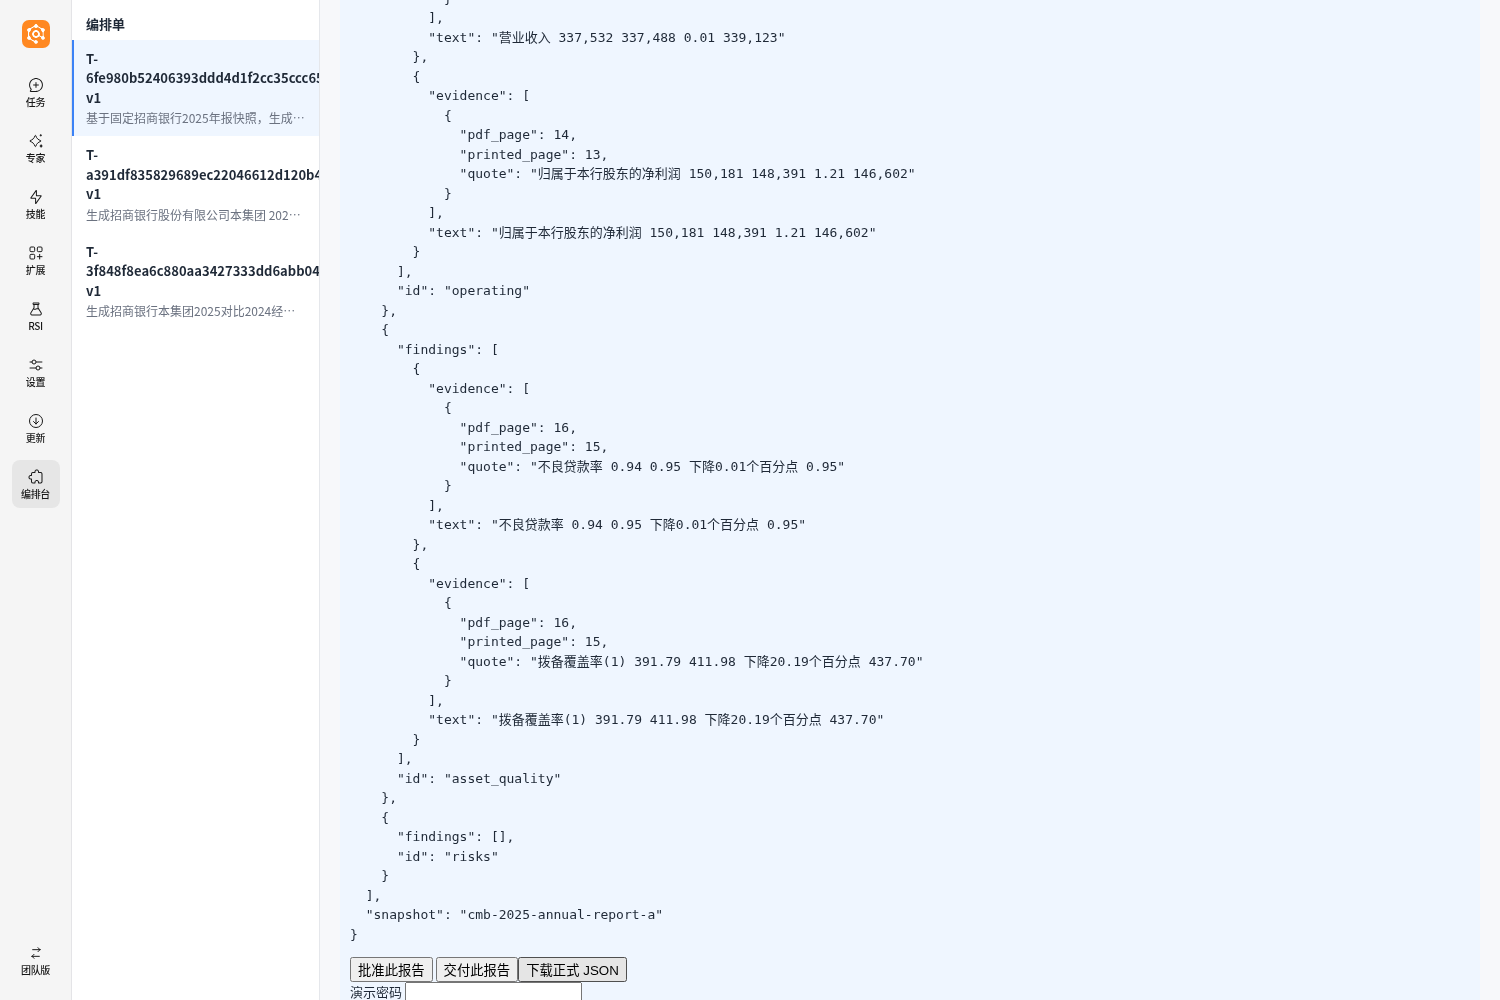 任务
专家
技能
扩展
RSI
设置
更新
编排台
团队版
编排单
T-
6fe980b52406393ddd4d1f2cc35ccc65
v1
基于固定招商银行2025年报快照，生成…
T-
a391df835829689ec22046612d120b4
v1
生成招商银行股份有限公司本集团 202…
T-
3f848f8ea6c880aa3427333dd6abb04
v1
生成招商银行本集团2025对比2024经…
}
],
"text": "营业收入 337,532 337,488 0.01 339,123"
},
{
"evidence": [
{
"pdf_page": 14,
"printed_page": 13,
"quote": "归属于本行股东的净利润 150,181 148,391 1.21 146,602"
}
],
"text": "归属于本行股东的净利润 150,181 148,391 1.21 146,602"
}
],
"id": "operating"
},
{
"findings": [
{
"evidence": [
{
"pdf_page": 16,
"printed_page": 15,
"quote": "不良贷款率 0.94 0.95 下降0.01个百分点 0.95"
}
],
"text": "不良贷款率 0.94 0.95 下降0.01个百分点 0.95"
},
{
"evidence": [
{
"pdf_page": 16,
"printed_page": 15,
"quote": "拨备覆盖率(1) 391.79 411.98 下降20.19个百分点 437.70"
}
],
"text": "拨备覆盖率(1) 391.79 411.98 下降20.19个百分点 437.70"
}
],
"id": "asset_quality"
},
{
"findings": [],
"id": "risks"
}
],
"snapshot": "cmb-2025-annual-report-a"
}
批准此报告 交付此报告 下载正式 JSON
演示密码